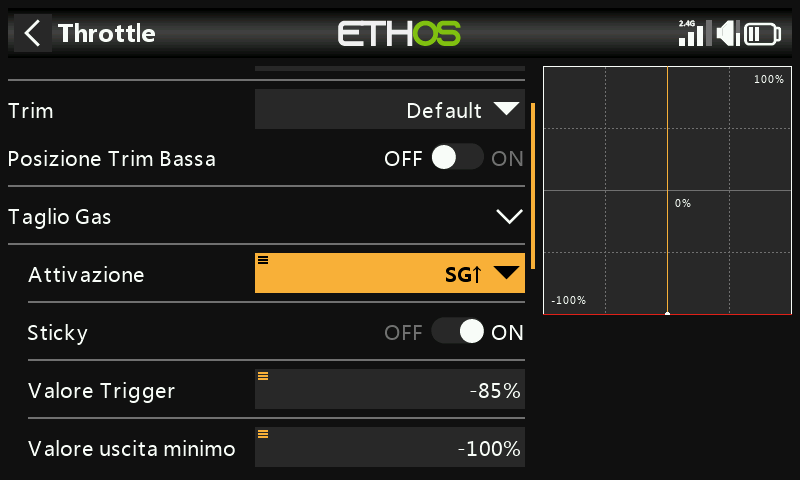 Throttle
ETHOS
2.4G
Trim Default
Posizione Trim Bassa OFF ON
Taglio Gas
Attivazione SG↑
Sticky OFF ON
Valore Trigger -85%
Valore uscita minimo -100%
100%
0%
-100%